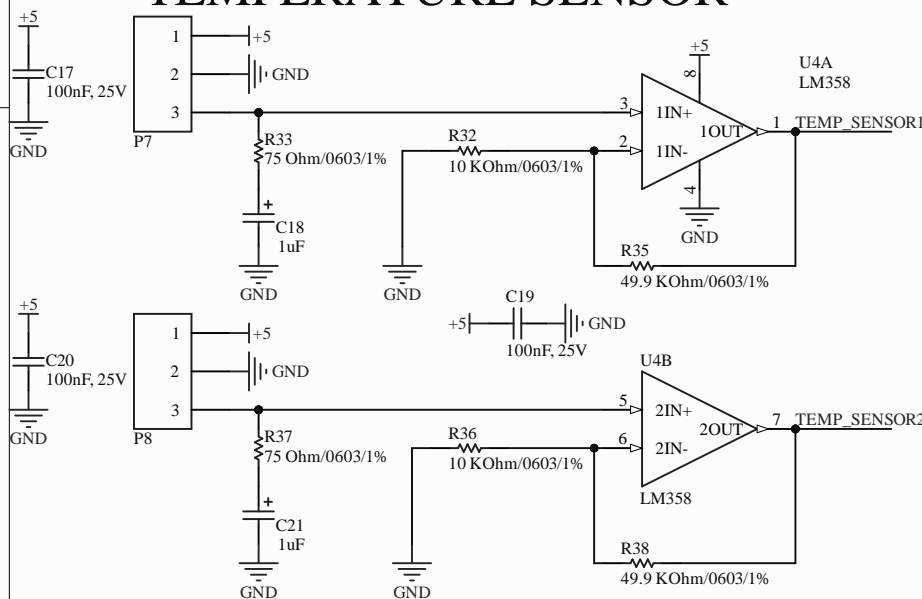 TEMPERATURE SENSOR
+5
C17
100nF, 25V
GND
1
+5
2
GND
3
P7
R33
75 Ohm/0603/1%
C18
1uF
GND
R32
10 KOhm/0603/1%
GND
+5
8
U4A
LM358
3
1IN+
2
1IN-
1OUT
1
TEMP_SENSOR1
4
GND
R35
49.9 KOhm/0603/1%
C19
+5
GND
100nF, 25V
+5
C20
100nF, 25V
GND
1
+5
2
GND
3
P8
R37
75 Ohm/0603/1%
C21
1uF
GND
R36
10 KOhm/0603/1%
GND
U4B
5
2IN+
6
2IN-
2OUT
7
TEMP_SENSOR2
LM358
R38
49.9 KOhm/0603/1%